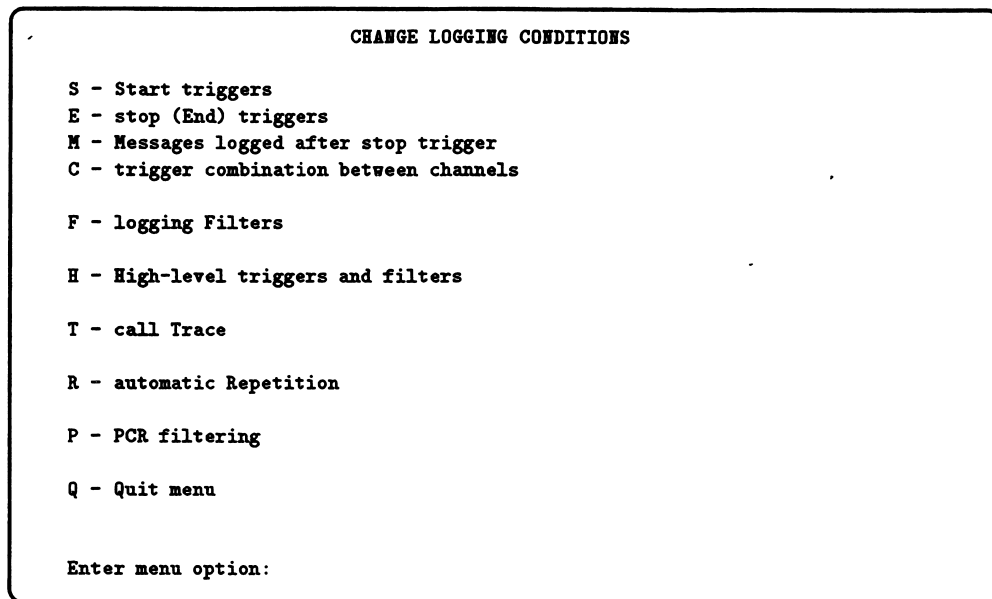 CHANGE LOGGING CONDITIONS
S - Start triggers
E - stop (End) triggers
M - Messages logged after stop trigger
C - trigger combination between channels
F - logging Filters
H - High-level triggers and filters
T - call Trace
R - automatic Repetition
P - PCR filtering
Q - Quit menu
Enter menu option: